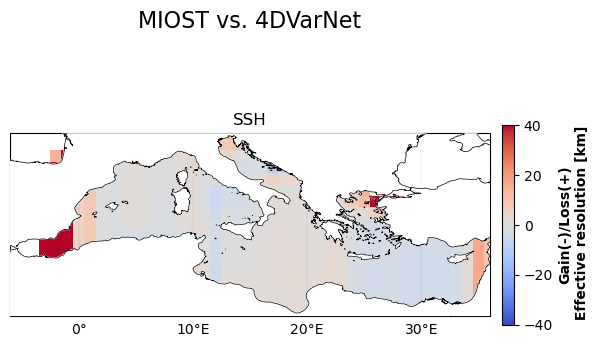 MIOST vs. 4DVarNet
SSH
40
20
0
−20
−40
Gain(-)/Loss(+)
Effective resolution [km]
0°
10°E
20°E
30°E